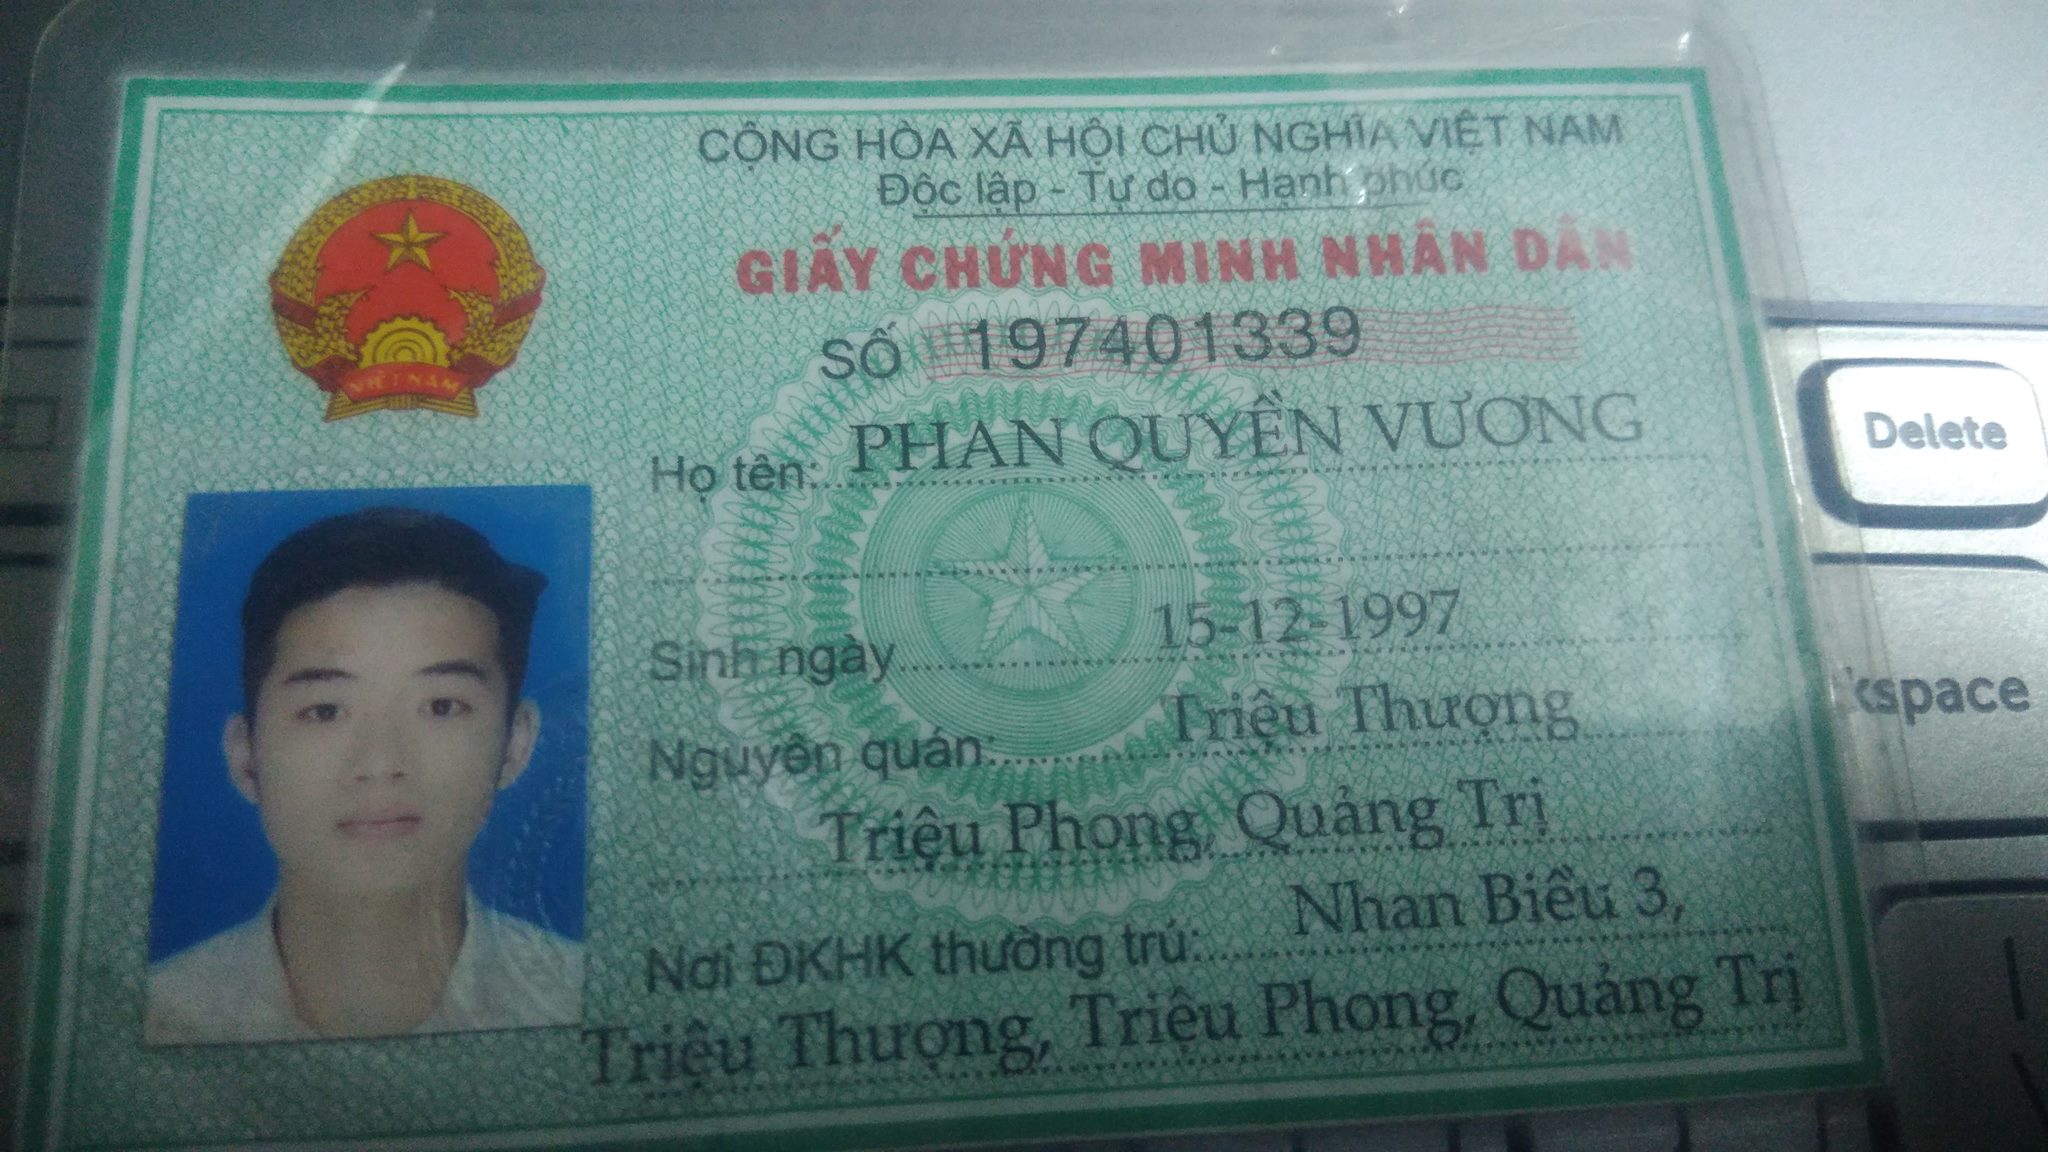 CỘNG HÒA XÃ HỘI CHỦ NGHĨA VIỆT NAM
Độc lập - Tự do - Hạnh phúc
GIẤY CHỨNG MINH NHÂN DÂN
SỐ 197401339
VIỆT NAM
Họ tên: PHAN QUYỀN VƯƠNG
Sinh ngày 15-12-1997
Nguyên quán: Triệu Thượng
Triệu Phong, Quảng Trị
Nơi ĐKHK thường trú: Nhan Biều 3,
Triệu Thượng, Triệu Phong, Quảng Trị
Delete
kspace